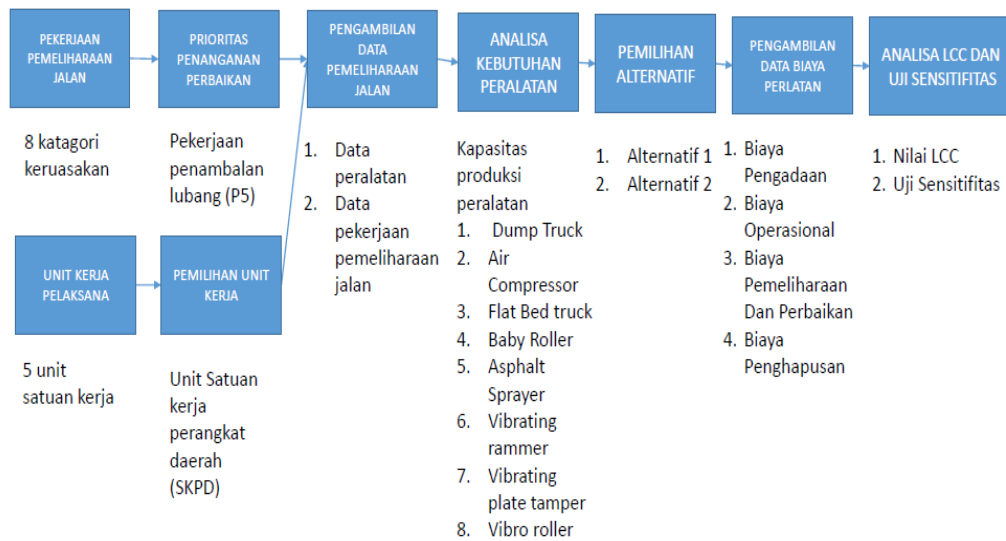 PEKERJAAN
PEMELIHARAAN
JALAN
8 katagori
keruasakan
PRIORITAS
PENANGANAN
PERBAIKAN
Pekerjaan
penambalan
lubang (P5)
UNIT KERJA
PELAKSANA
5 unit
satuan kerja
PEMILIHAN UNIT
KERJA
Unit Satuan
kerja
perangkat
daerah
(SKPD)
PENGAMBILAN
DATA
PEMELIHARAAN
JALAN
1. Data
peralatan
2. Data
pekerjaan
pemeliharaan
jalan
ANALISA
KEBUTUHAN
PERALATAN
Kapasitas
produksi
peralatan
1. Dump Truck
2. Air
Compressor
3. Flat Bed truck
4. Baby Roller
5. Asphalt
Sprayer
6. Vibrating
rammer
7. Vibrating
plate tamper
8. Vibro roller
PEMILIHAN
ALTERNATIF
1. Alternatif 1
2. Alternatif 2
PENGAMBILAN
DATA BIAYA
PERLATAN
1. Biaya
Pengadaan
2. Biaya
Operasional
3. Biaya
Pemeliharaan
Dan Perbaikan
4. Biaya
Penghapusan
ANALISA LCC DAN
UJI SENSITIFITAS
1. Nilai LCC
2. Uji Sensitifitas